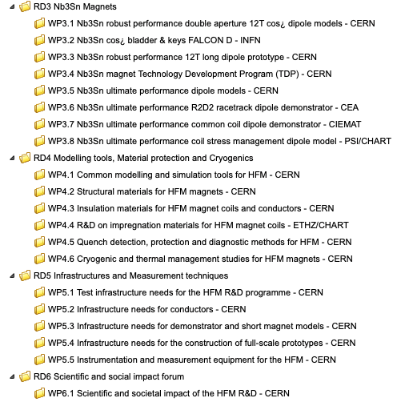 RD3 Nb3Sn Magnets
WP3.1 Nb3Sn robust performance double aperture 12T cos¿ dipole models - CERN
WP3.2 Nb3Sn cos¿ bladder & keys FALCON D - INFN
WP3.3 Nb3Sn robust performance 12T long dipole prototype - CERN
WP3.4 Nb3Sn magnet Technology Development Program (TDP) - CERN
WP3.5 Nb3Sn ultimate performance dipole models - CERN
WP3.6 Nb3Sn ultimate performance R2D2 racetrack dipole demonstrator - CEA
WP3.7 Nb3Sn ultimate performance common coil dipole demonstrator - CIEMAT
WP3.8 Nb3Sn ultimate performance coil stress management dipole model - PSI/CHART
RD4 Modelling tools, Material protection and Cryogenics
WP4.1 Common modelling and simulation tools for HFM - CERN
WP4.2 Structural materials for HFM magnets - CERN
WP4.3 Insulation materials for HFM magnet coils and conductors - CERN
WP4.4 R&D on impregnation materials for HFM magnet coils - ETHZ/CHART
WP4.5 Quench detection, protection and diagnostic methods for HFM - CERN
WP4.6 Cryogenic and thermal management studies for HFM magnets - CERN
RD5 Infrastructures and Measurement techniques
WP5.1 Test infrastructure needs for the HFM R&D programme - CERN
WP5.2 Infrastructure needs for conductors - CERN
WP5.3 Infrastructure needs for demonstrator and short magnet models - CERN
WP5.4 Infrastructure needs for the construction of full-scale prototypes - CERN
WP5.5 Instrumentation and measurement equipment for the HFM - CERN
RD6 Scientific and social impact forum
WP6.1 Scientific and societal impact of the HFM R&D - CERN